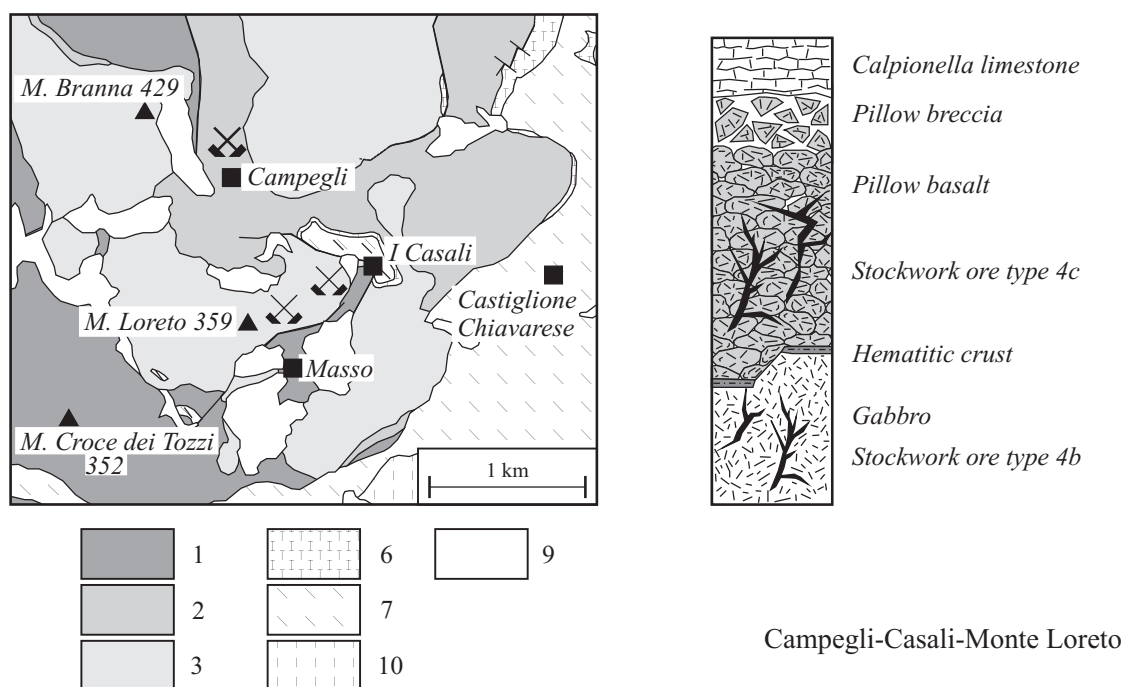 M. Branna 429
Campegli
I Casali
Castiglione
Chiavarese
M. Loreto 359
Masso
M. Croce dei Tozzi
352
1 km
Calpionella limestone
Pillow breccia
Pillow basalt
Stockwork ore type 4c
Hematitic crust
Gabbro
Stockwork ore type 4b
1
6
9
2
7
3
10
Campegli-Casali-Monte Loreto